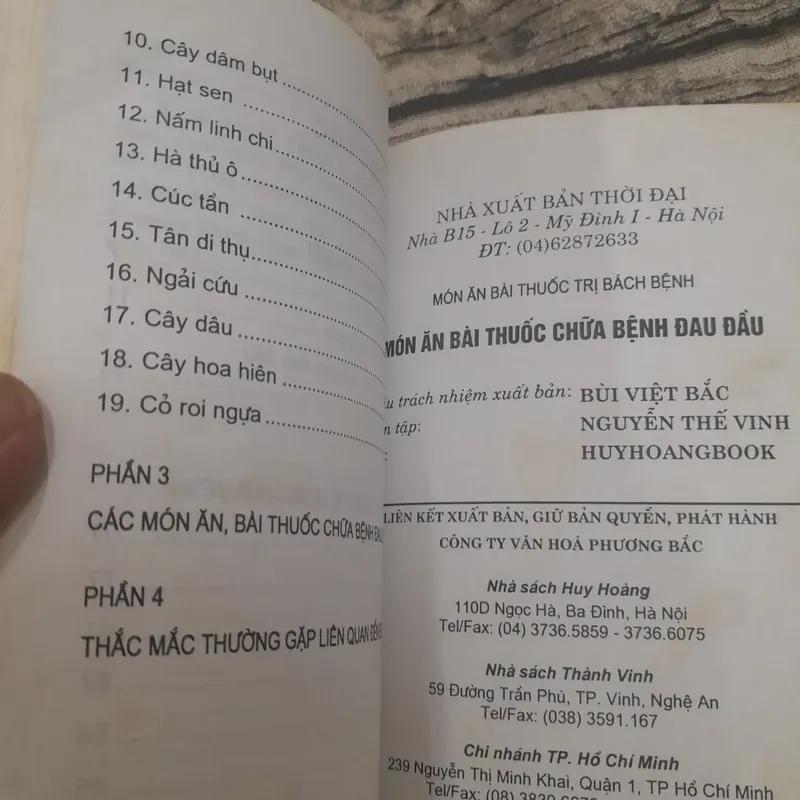 10. Cây dâm bụt
11. Hạt sen
12. Nấm linh chi
13. Hà thủ ô
14. Cúc tần
15. Tân di thụ
16. Ngải cứu
17. Cây dâu
18. Cây hoa hiên
19. Cỏ roi ngựa
PHẦN 3
CÁC MÓN ĂN, BÀI THUỐC CHỮA BỆNH
PHẦN 4
THẮC MẮC THƯỜNG GẶP LIÊN QUAN ĐẾN
NHÀ XUẤT BẢN THỜI ĐẠI
Nhà B15 - Lô 2 - Mỹ Đình I - Hà Nội
ĐT: (04)62872633
MÓN ĂN BÀI THUỐC TRỊ BÁCH BỆNH
MÓN ĂN BÀI THUỐC CHỮA BỆNH ĐAU ĐẦU
trách nhiệm xuất bản: BÙI VIỆT BẮC
tập: NGUYỄN THẾ VINH
HUYHOANGBOOK
LIÊN KẾT XUẤT BẢN, GIỮ BẢN QUYỀN, PHÁT HÀNH
CÔNG TY VĂN HOÁ PHƯƠNG BẮC
Nhà sách Huy Hoàng
110D Ngọc Hà, Ba Đình, Hà Nội
Tel/Fax: (04) 3736.5859 - 3736.6075
Nhà sách Thành Vinh
59 Đường Trần Phú, TP. Vinh, Nghệ An
Tel/Fax: (038) 3591.167
Chi nhánh TP. Hồ Chí Minh
239 Nguyễn Thị Minh Khai, Quận 1, TP Hồ Chí Minh
Tel/Fax: (08)